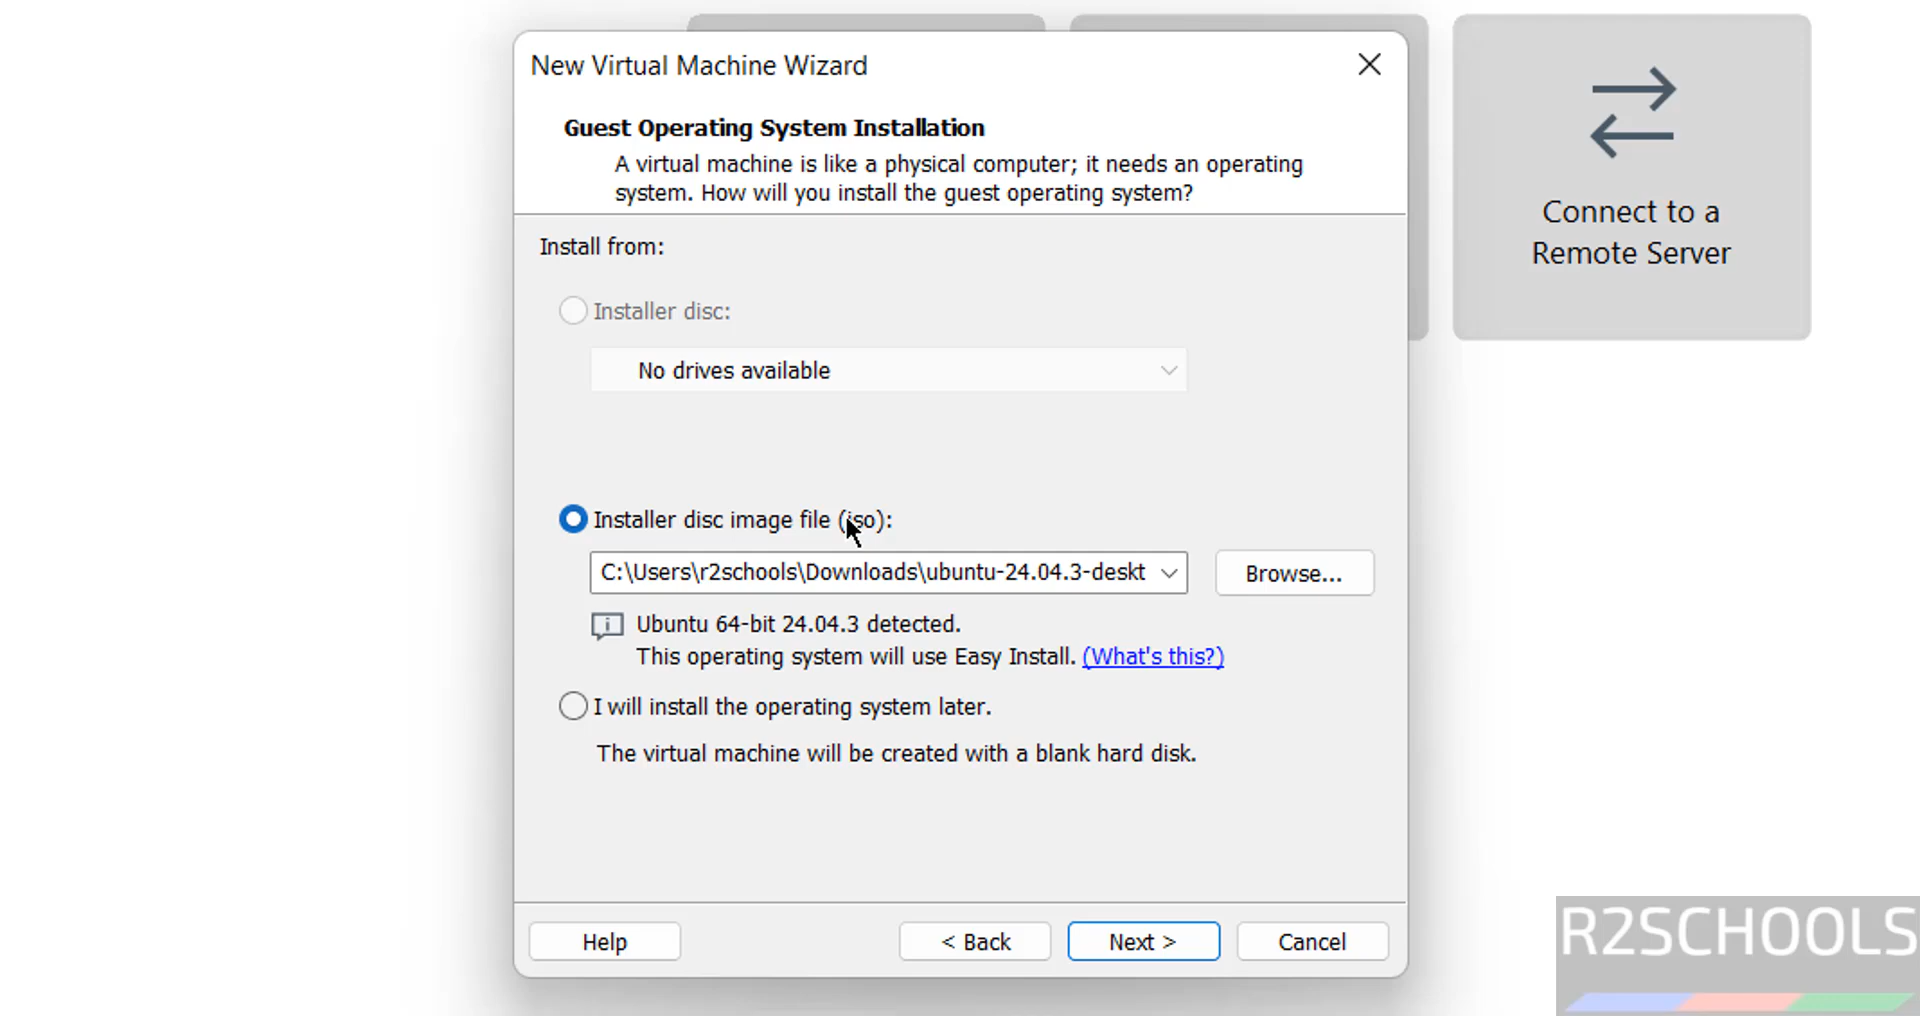 New Virtual Machine Wizard
Guest Operating System Installation
A virtual machine is like a physical computer; it needs an operating
system. How will you install the guest operating system?
Install from:
Installer disc:
No drives available
Installer disc image file (iso):
C:\Users\r2schools\Downloads\ubuntu-24.04.3-deskt
Browse...
Ubuntu 64-bit 24.04.3 detected.
This operating system will use Easy Install. (What's this?)
I will install the operating system later.
The virtual machine will be created with a blank hard disk.
Help
< Back
Next >
Cancel
Connect to a
Remote Server
R2SCHOOLS